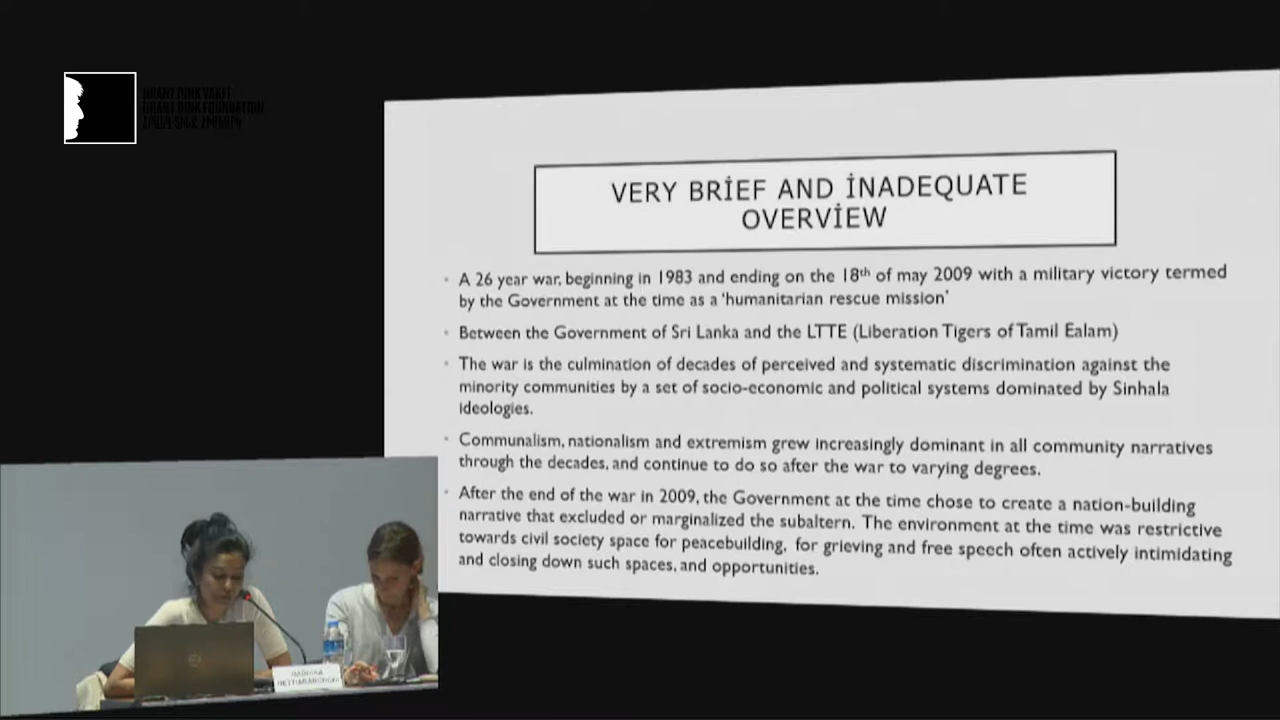 HRANT DINK VAKFI
HRANT DINK FOUNDATION
VERY BRİEF AND İNADEQUATE
OVERVİEW
A 26 year war, beginning in 1983 and ending on the 18th of may 2009 with a military victory termed
by the Government at the time as a ‘humanitarian rescue mission’
Between the Government of Sri Lanka and the LTTE (Liberation Tigers of Tamil Ealam)
The war is the culmination of decades of perceived and systematic discrimination against the
minority communities by a set of socio-economic and political systems dominated by Sinhala
ideologies.
Communalism, nationalism and extremism grew increasingly dominant in all community narratives
through the decades, and continue to do so after the war to varying degrees.
After the end of the war in 2009, the Government at the time chose to create a nation-building
narrative that excluded or marginalized the subaltern. The environment at the time was restrictive
towards civil society space for peacebuilding, for grieving and free speech often actively intimidating
and closing down such spaces, and opportunities.
RADHIKA
HETTIARACHCHI